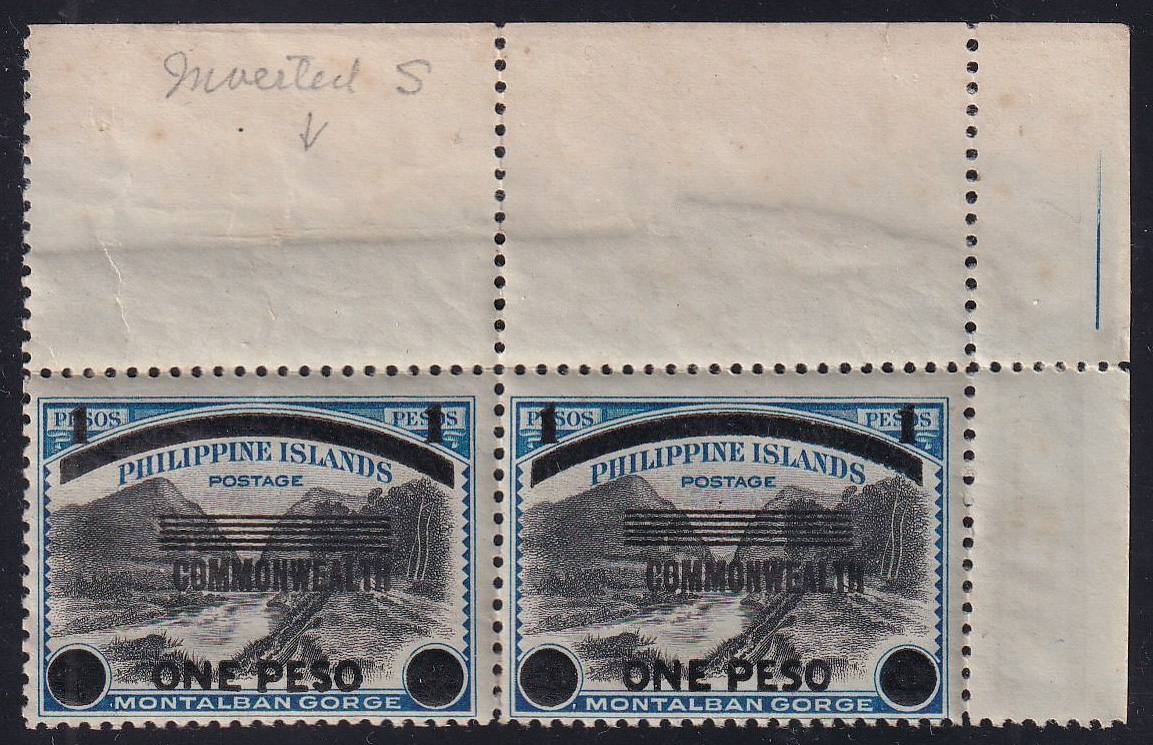 Inverted S
PESOS 1 PESOS 1
PHILIPPINE ISLANDS
POSTAGE
COMMONWEALTH
ONE PESO
MONTALBAN GORGE
PESOS 1 PESOS 1
PHILIPPINE ISLANDS
POSTAGE
COMMONWEALTH
ONE PESO
MONTALBAN GORGE